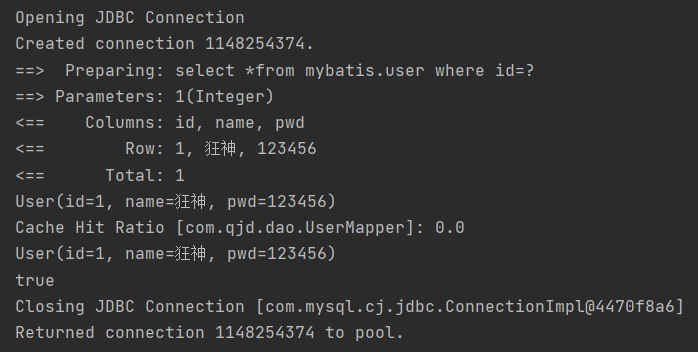 Opening JDBC Connection
Created connection 1148254374.
==>  Preparing: select *from mybatis.user where id=?
==> Parameters: 1(Integer)
<==    Columns: id, name, pwd
<==        Row: 1, 狂神, 123456
<==      Total: 1
User(id=1, name=狂神, pwd=123456)
Cache Hit Ratio [com.qjd.dao.UserMapper]: 0.0
User(id=1, name=狂神, pwd=123456)
true
Closing JDBC Connection [com.mysql.cj.jdbc.ConnectionImpl@4470f8a6]
Returned connection 1148254374 to pool.